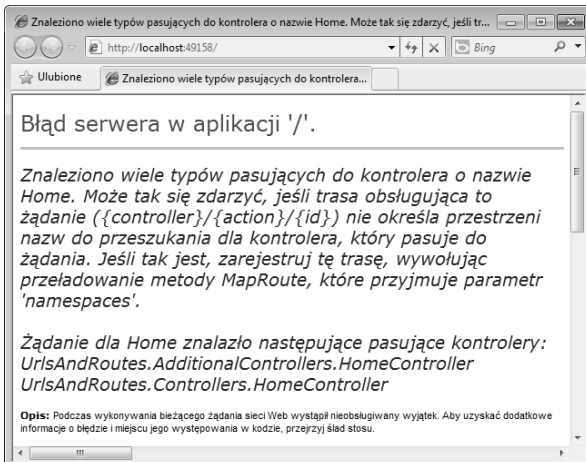 Znaleziono wiele typów pasujących do kontrolera o nazwie Home. Może tak się zdarzyć, jeśli tr...
http://localhost:49158/
Bing
Ulubione
Znaleziono wiele typów pasujących do kontrolera...
Błąd serwera w aplikacji '/'.
Znaleziono wiele typów pasujących do kontrolera o nazwie
Home. Może tak się zdarzyć, jeśli trasa obsługująca to
żądanie ({controller}/{action}/{id}) nie określa przestrzeni
nazw do przeszukania dla kontrolera, który pasuje do
żądania. Jeśli tak jest, zarejestruj tę trasę, wywołując
przeładowanie metody MapRoute, które przyjmuje parametr
'namespaces'.
Żądanie dla Home znalazło następujące pasujące kontrolery:
UrlsAndRoutes.AdditionalControllers.HomeController
UrlsAndRoutes.Controllers.HomeController
Opis: Podczas wykonywania bieżącego żądania sieci Web wystąpił nieobsługiwany wyjątek. Aby uzyskać dodatkowe
informacje o błędzie i miejscu jego występowania w kodzie, przejrzyj ślad stosu.